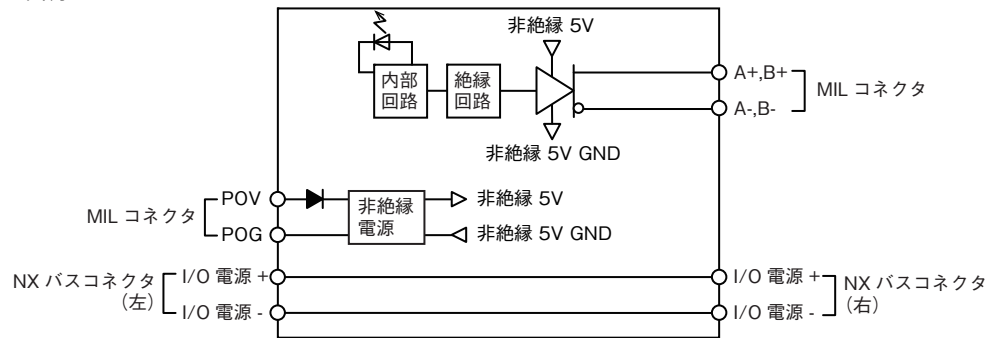 非絶縁 5V
内部
回路
絶縁
回路
A+,B+
A-,B-
MIL コネクタ
非絶縁 5V GND
MIL コネクタ
POV
POG
非絶縁
電源
非絶縁 5V
非絶縁 5V GND
NX バスコネクタ
(左)
I/O 電源 +
I/O 電源 -
I/O 電源 +
I/O 電源 -
NX バスコネクタ
(右)